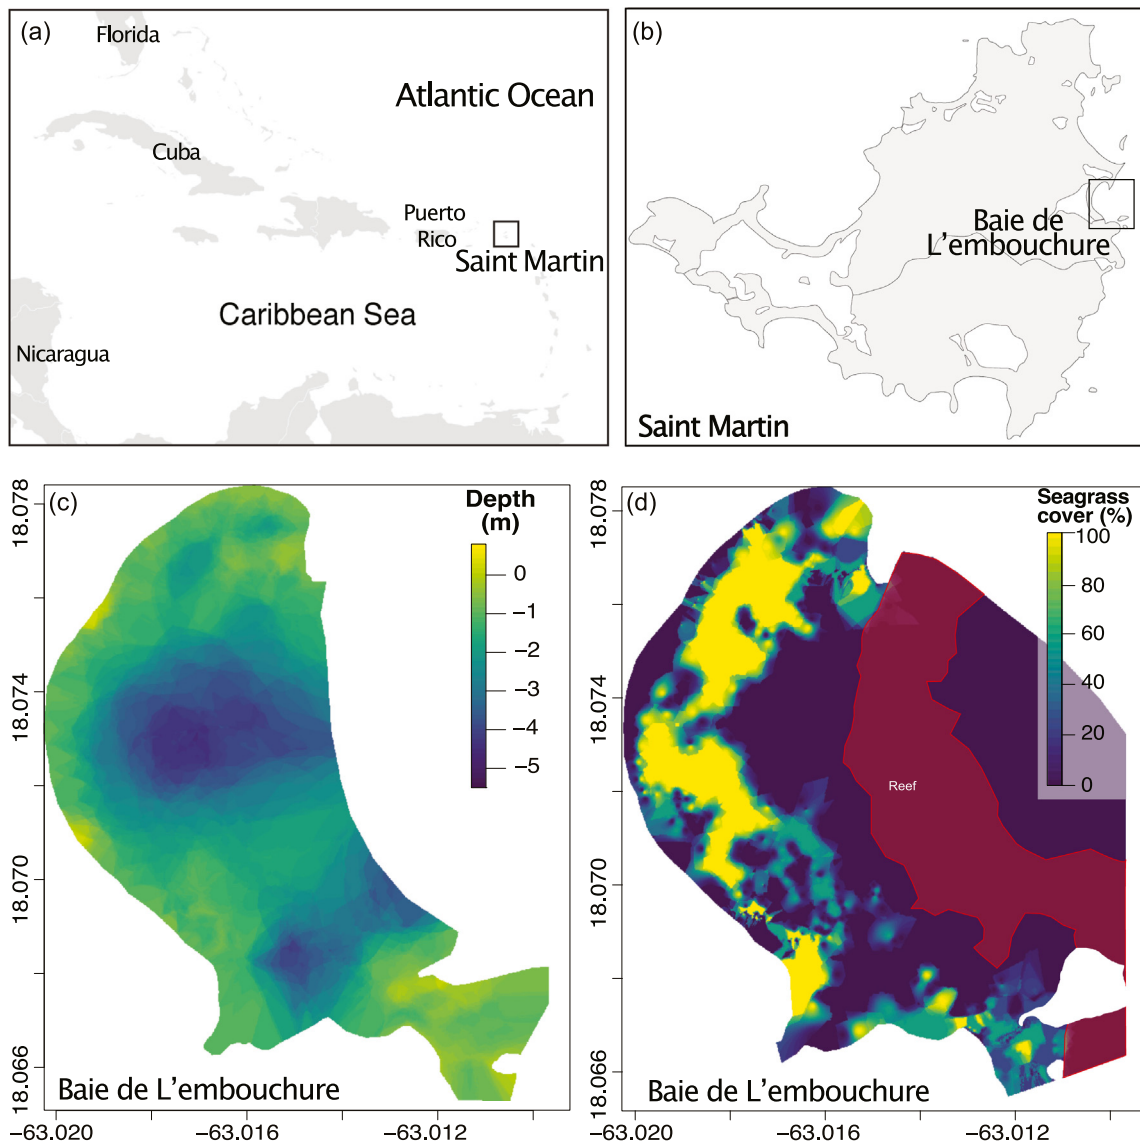 (a)
Florida
Atlantic Ocean
Cuba
Puerto
Rico
Saint Martin
Caribbean Sea
Nicaragua
(b)
Baie de
L'embouchure
Saint Martin
(c)
Depth
(m)
0
−1
−2
−3
−4
−5
18.078
18.074
18.070
18.066
Baie de L'embouchure
−63.020
−63.016
−63.012
(d)
Seagrass
cover (%)
100
80
60
40
20
0
Reef
18.078
18.074
18.070
18.066
Baie de L'embouchure
−63.020
−63.016
−63.012